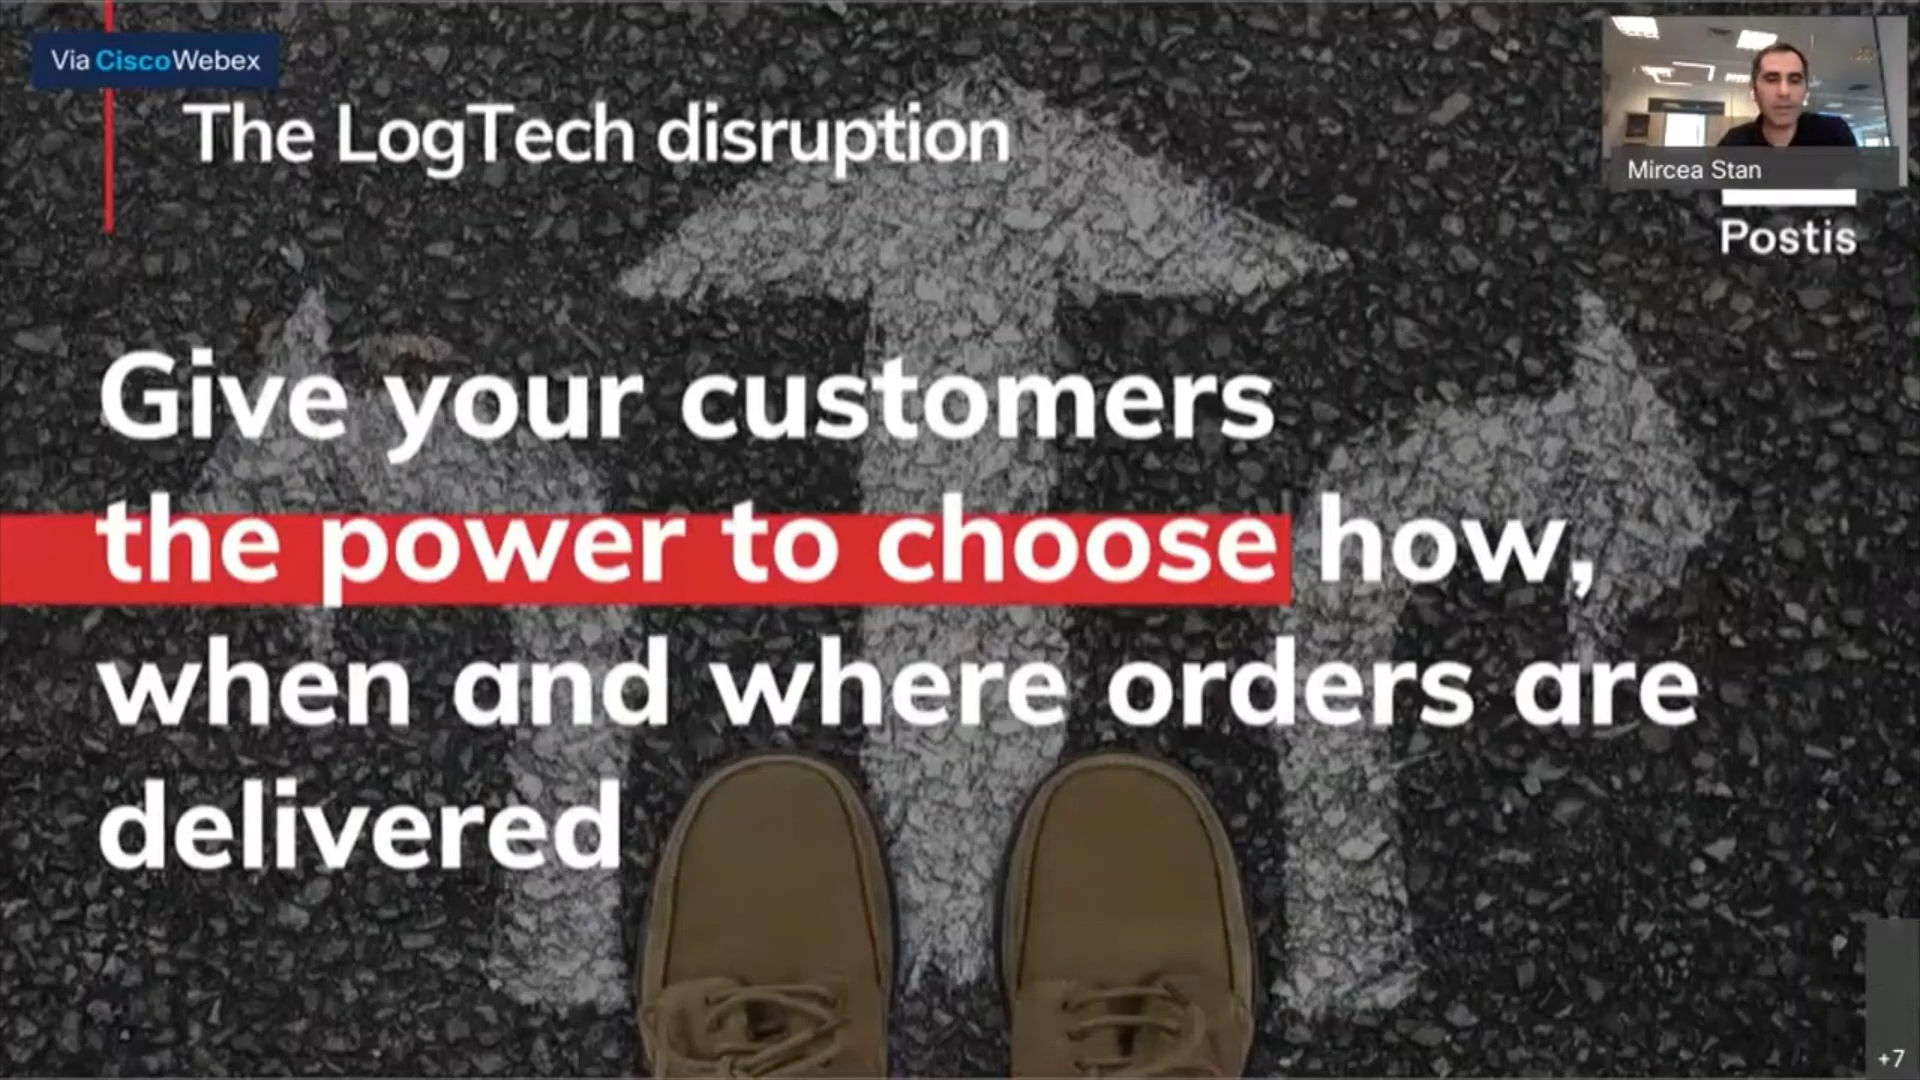 Via CiscoWebex
The LogTech disruption
Mircea Stan
Postis
Give your customers
the power to choose how,
when and where orders are
delivered
+7